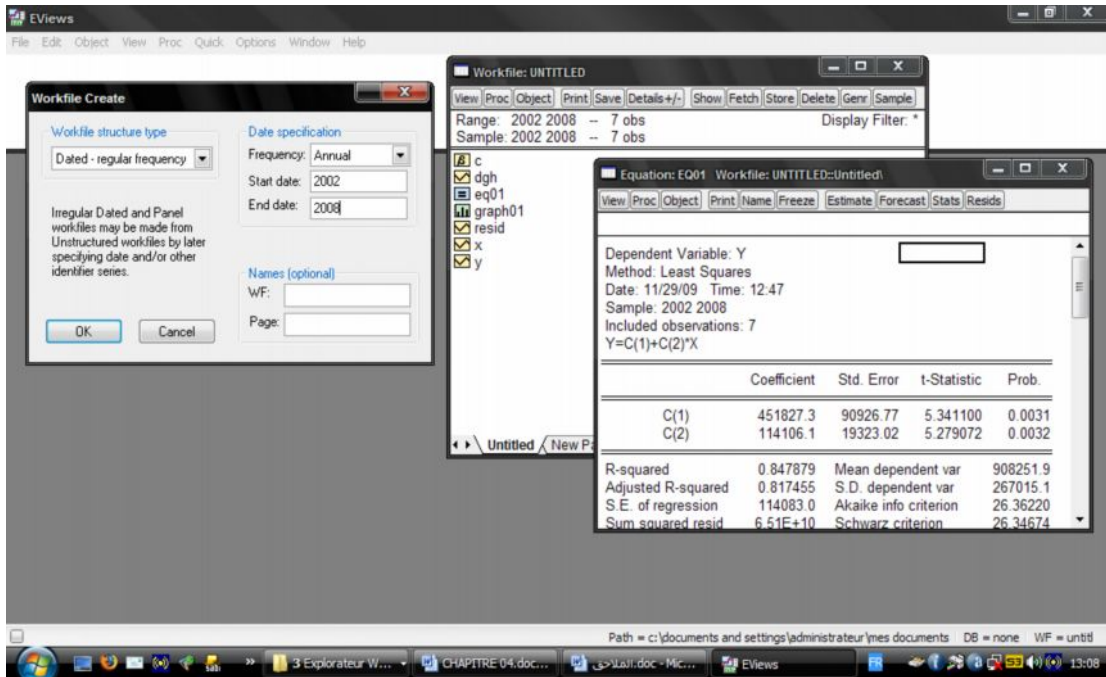 EViews
File Edit Object View Proc Quick Options Window Help
Workfile Create
Workfile structure type
Dated - regular frequency
Irregular Dated and Panel
workfiles may be made from
Unstructured workfiles by later
specifying date and/or other
identifier series.
OK Cancel
Date specification
Frequency: Annual
Start date: 2002
End date: 2008
Names (optional)
WF:
Page:
Workfile: UNTITLED
View Proc Object Print Save Details+/- Show Fetch Store Delete Genr Sample
Range: 2002 2008 -- 7 obs Display Filter: *
Sample: 2002 2008 -- 7 obs
β c
dgh
eq01
graph01
resid
x
y
Untitled New Pa
Equation: EQ01 Workfile: UNTITLED::Untitled\
View Proc Object Print Name Freeze Estimate Forecast Stats Resids
Dependent Variable: Y
Method: Least Squares
Date: 11/29/09 Time: 12:47
Sample: 2002 2008
Included observations: 7
Y=C(1)+C(2)*X
Coefficient Std. Error t-Statistic Prob.
C(1) 451827.3 90926.77 5.341100 0.0031
C(2) 114106.1 19323.02 5.279072 0.0032
R-squared 0.847879 Mean dependent var 908251.9
Adjusted R-squared 0.817455 S.D. dependent var 267015.1
S.E. of regression 114083.0 Akaike info criterion 26.36220
Sum squared resid 6.51E+10 Schwarz criterion 26.34674
Path = c:\documents and settings\administrateur\mes documents DB = none WF = untitl
» 3 Explorateur W... CHAPITRE 04.doc... الملاحق.doc - Mic... EViews FR 53 13:08